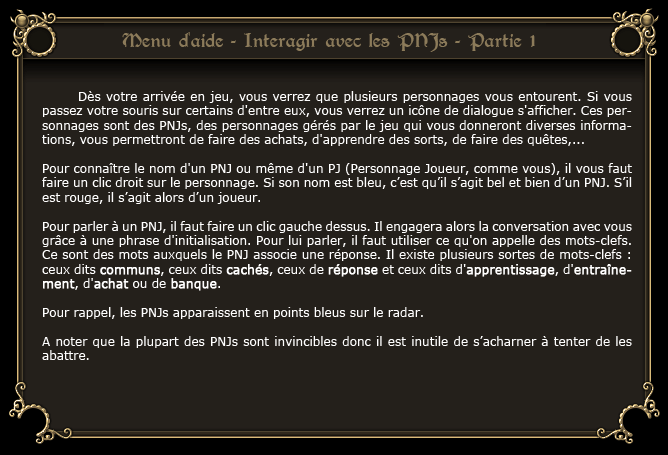 Menu d'aide - Interagir avec les PNJs - Partie 1
Dès votre arrivée en jeu, vous verrez que plusieurs personnages vous entourent. Si vous
passez votre souris sur certains d'entre eux, vous verrez un icône de dialogue s'afficher. Ces per-
sonnages sont des PNJs, des personnages gérés par le jeu qui vous donneront diverses informa-
tions, vous permettront de faire des achats, d'apprendre des sorts, de faire des quêtes,...
Pour connaître le nom d'un PNJ ou même d'un PJ (Personnage Joueur, comme vous), il vous faut
faire un clic droit sur le personnage. Si son nom est bleu, c’est qu’il s’agit bel et bien d’un PNJ. S’il
est rouge, il s’agit alors d’un joueur.
Pour parler à un PNJ, il faut faire un clic gauche dessus. Il engagera alors la conversation avec vous
grâce à une phrase d'initialisation. Pour lui parler, il faut utiliser ce qu'on appelle des mots-clefs.
Ce sont des mots auxquels le PNJ associe une réponse. Il existe plusieurs sortes de mots-clefs :
ceux dits communs, ceux dits cachés, ceux de réponse et ceux dits d'apprentissage, d'entraîne-
ment, d'achat ou de banque.
Pour rappel, les PNJs apparaissent en points bleus sur le radar.
A noter que la plupart des PNJs sont invincibles donc il est inutile de s’acharner à tenter de les
abattre.